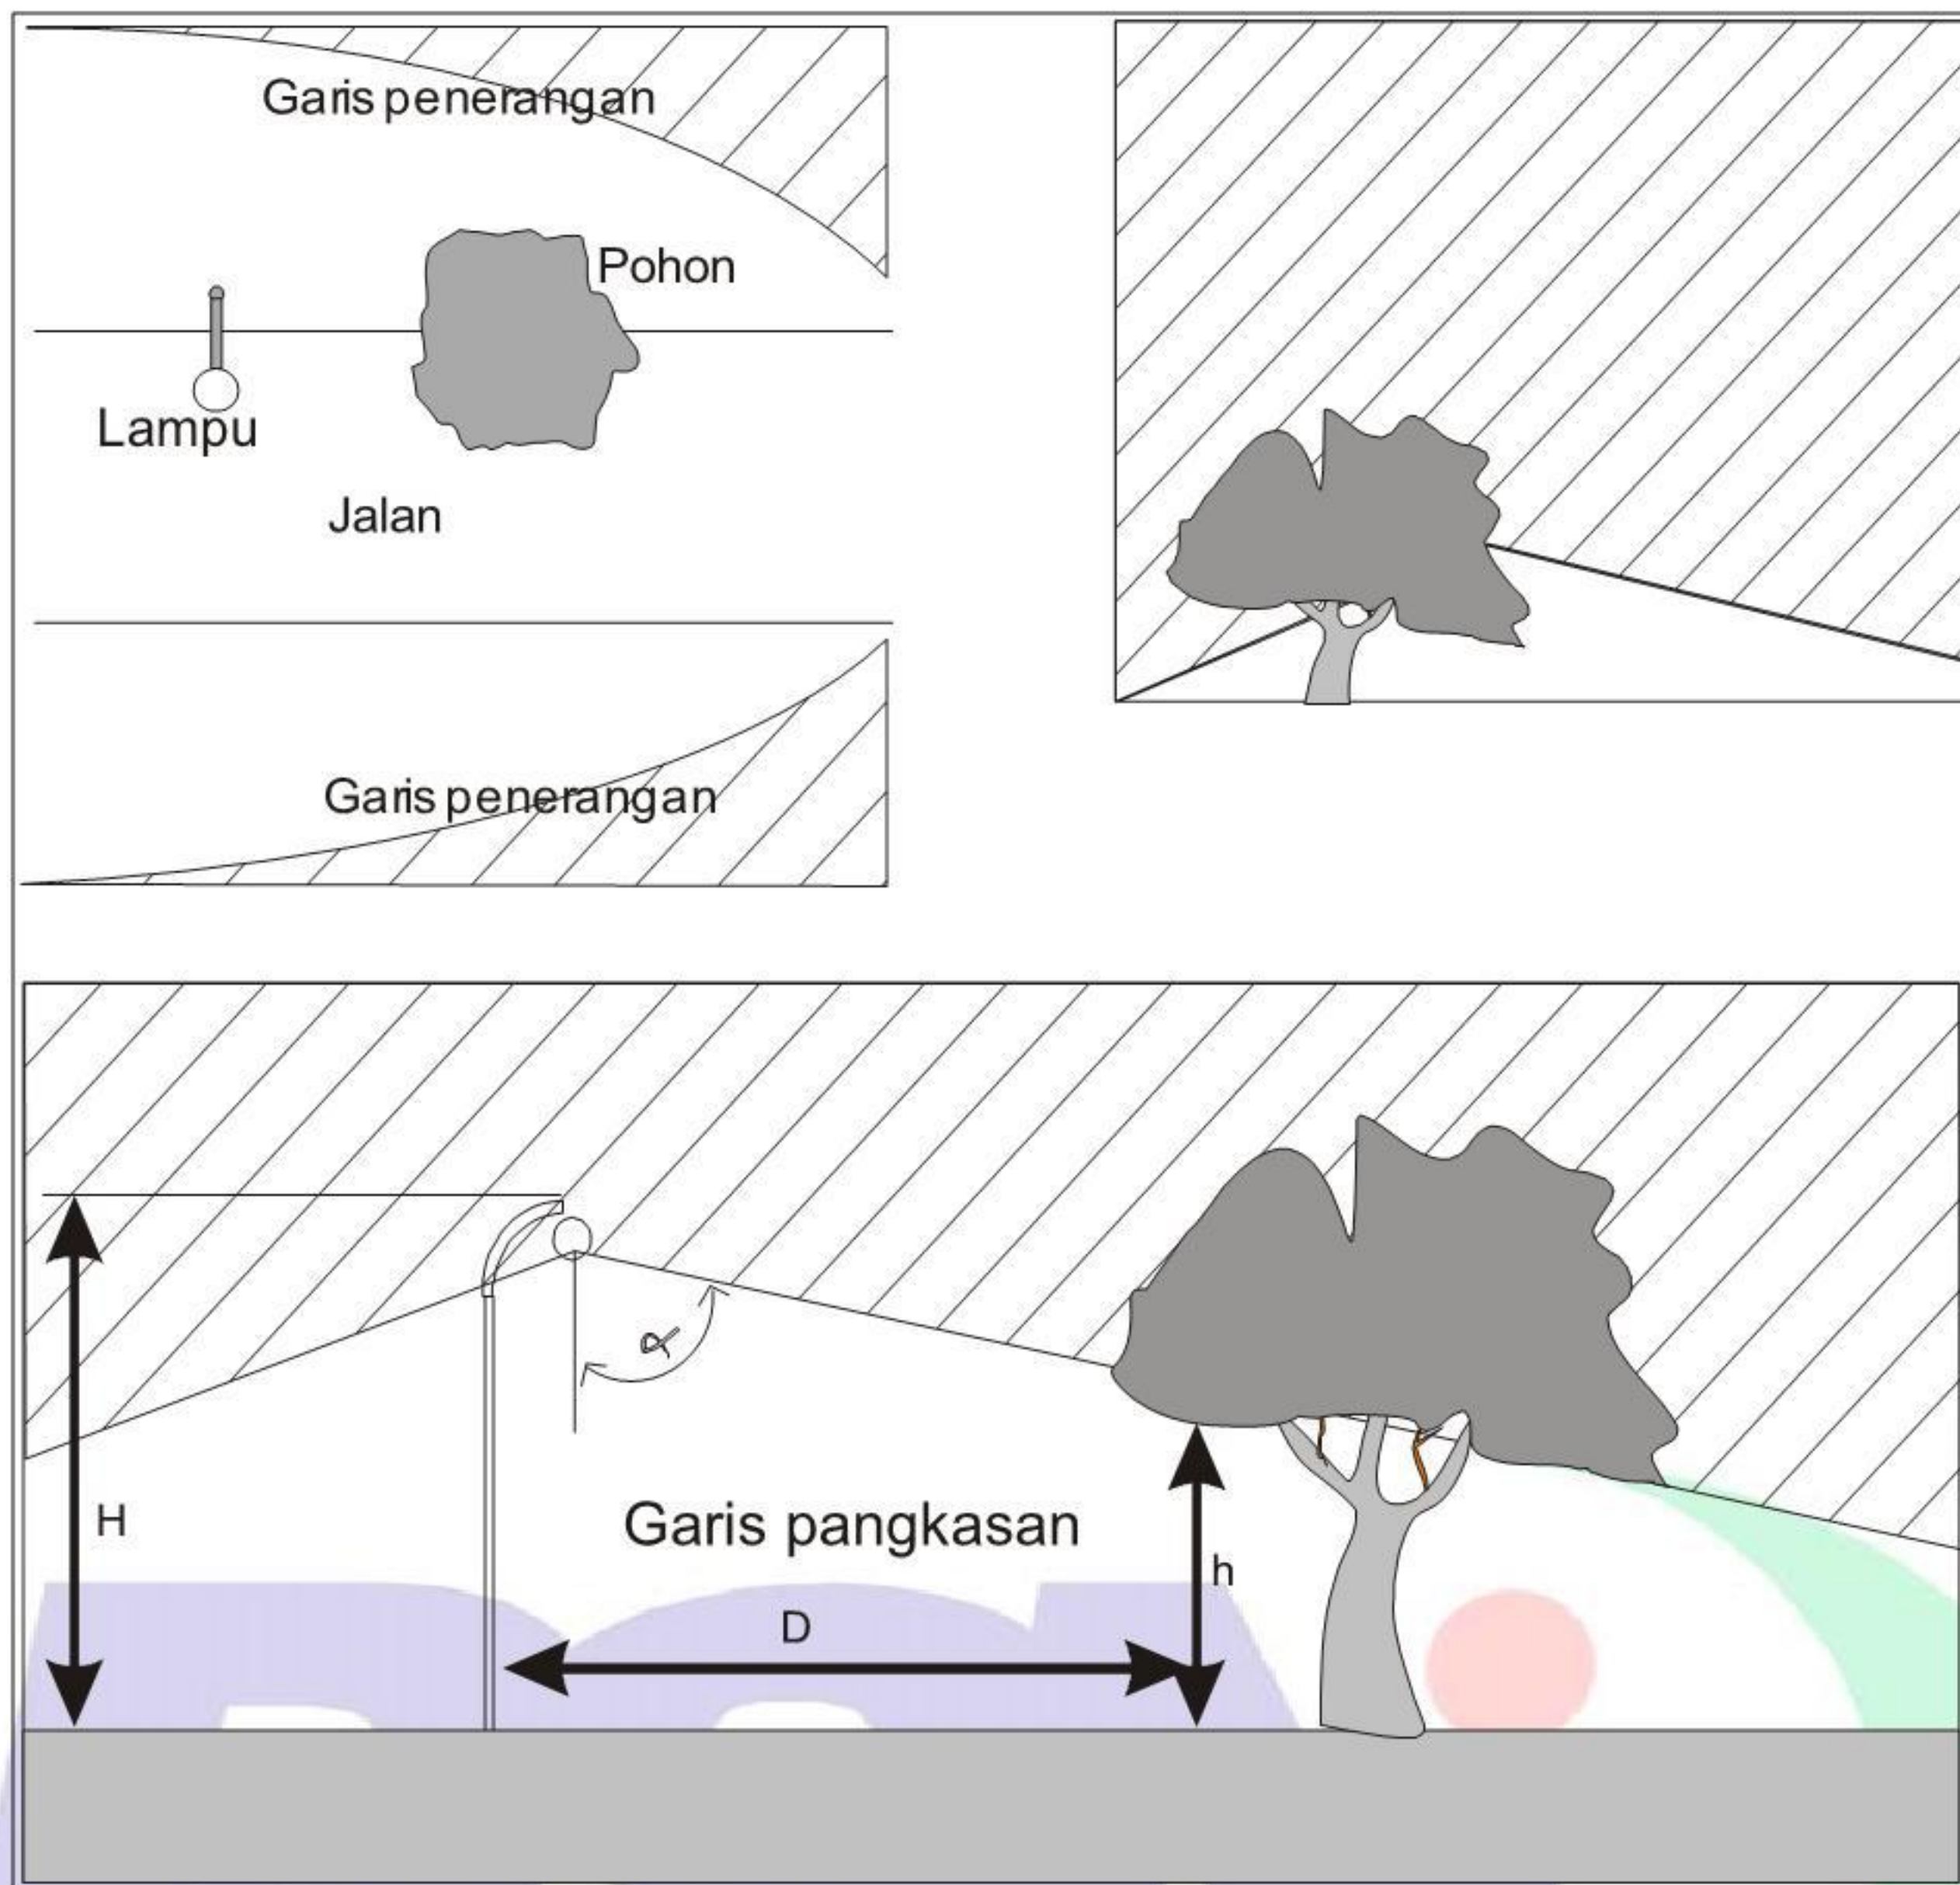 Garis penerangan
Pohon
Lampu
Jalan
Garis penerangan
α
H
Garis pangkasan
h
D